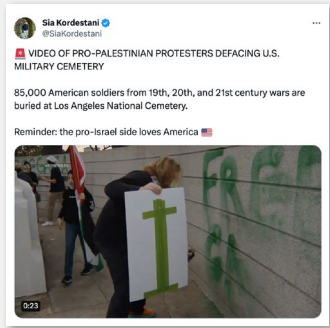 Sia Kordestani
@SiaKordestani
🚨 VIDEO OF PRO-PALESTINIAN PROTESTERS DEFACING U.S.
MILITARY CEMETERY
85,000 American soldiers from 19th, 20th, and 21st century wars are
buried at Los Angeles National Cemetery.
Reminder: the pro-Israel side loves America 🇺🇸
FREE
0:23